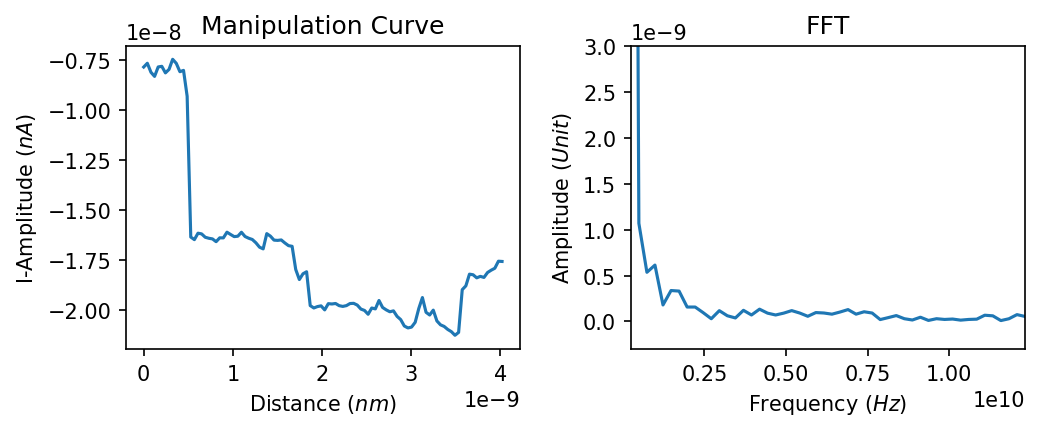 Manipulation Curve
1e−8
−0.75
−1.00
−1.25
−1.50
−1.75
−2.00
I-Amplitude (nA)
0 1 2 3 4
1e−9
Distance (nm)
FFT
1e−9
3.0
2.5
2.0
1.5
1.0
0.5
0.0
Amplitude (Unit)
0.25 0.50 0.75 1.00
1e10
Frequency (Hz)